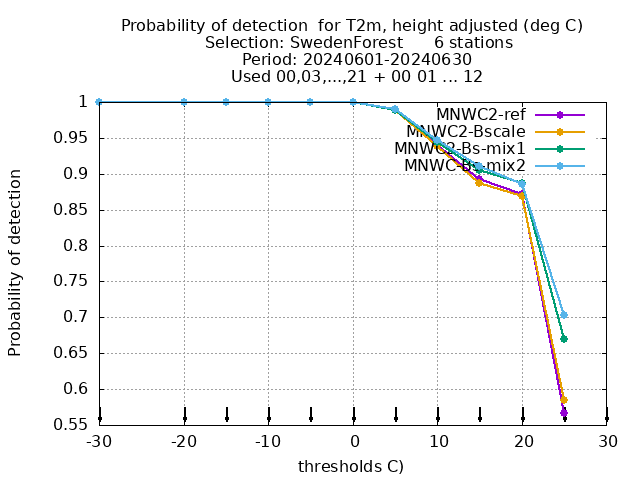 Probability of detection for T2m, height adjusted (deg C)
Selection: SwedenForest 6 stations
Period: 20240601-20240630
Used 00,03,...,21 + 00 01 ... 12
MNWC2-ref
MNWC2-Bscale
MNWC2-Bs-mix1
MNWC-Bs-mix2
1
0.95
0.9
0.85
0.8
0.75
0.7
0.65
0.6
0.55
Probability of detection
-30 -20 -10 0 10 20 30
thresholds C)